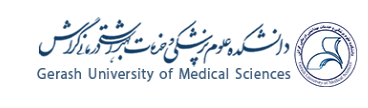 دانشکده علوم پزشکی و خدمات بهداشتی درمانی گراش
Gerash University of Medical Sciences